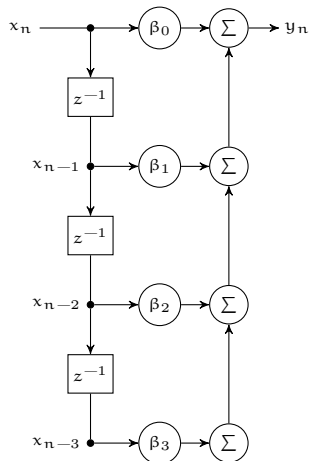 xₙ β₀ Σ yₙ
z⁻¹
xₙ₋₁ β₁ Σ
z⁻¹
xₙ₋₂ β₂ Σ
z⁻¹
xₙ₋₃ β₃ Σ